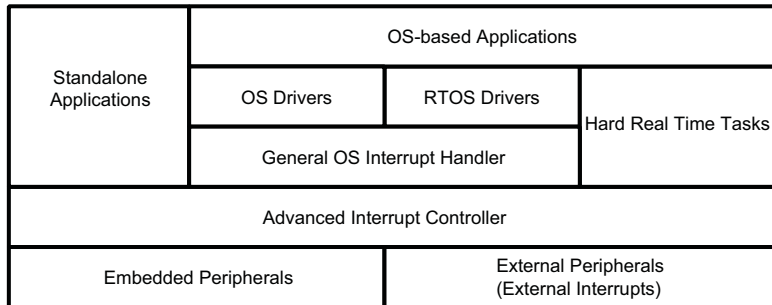 OS-based Applications
Standalone
Applications
OS Drivers
RTOS Drivers
Hard Real Time Tasks
General OS Interrupt Handler
Advanced Interrupt Controller
Embedded Peripherals
External Peripherals
(External Interrupts)